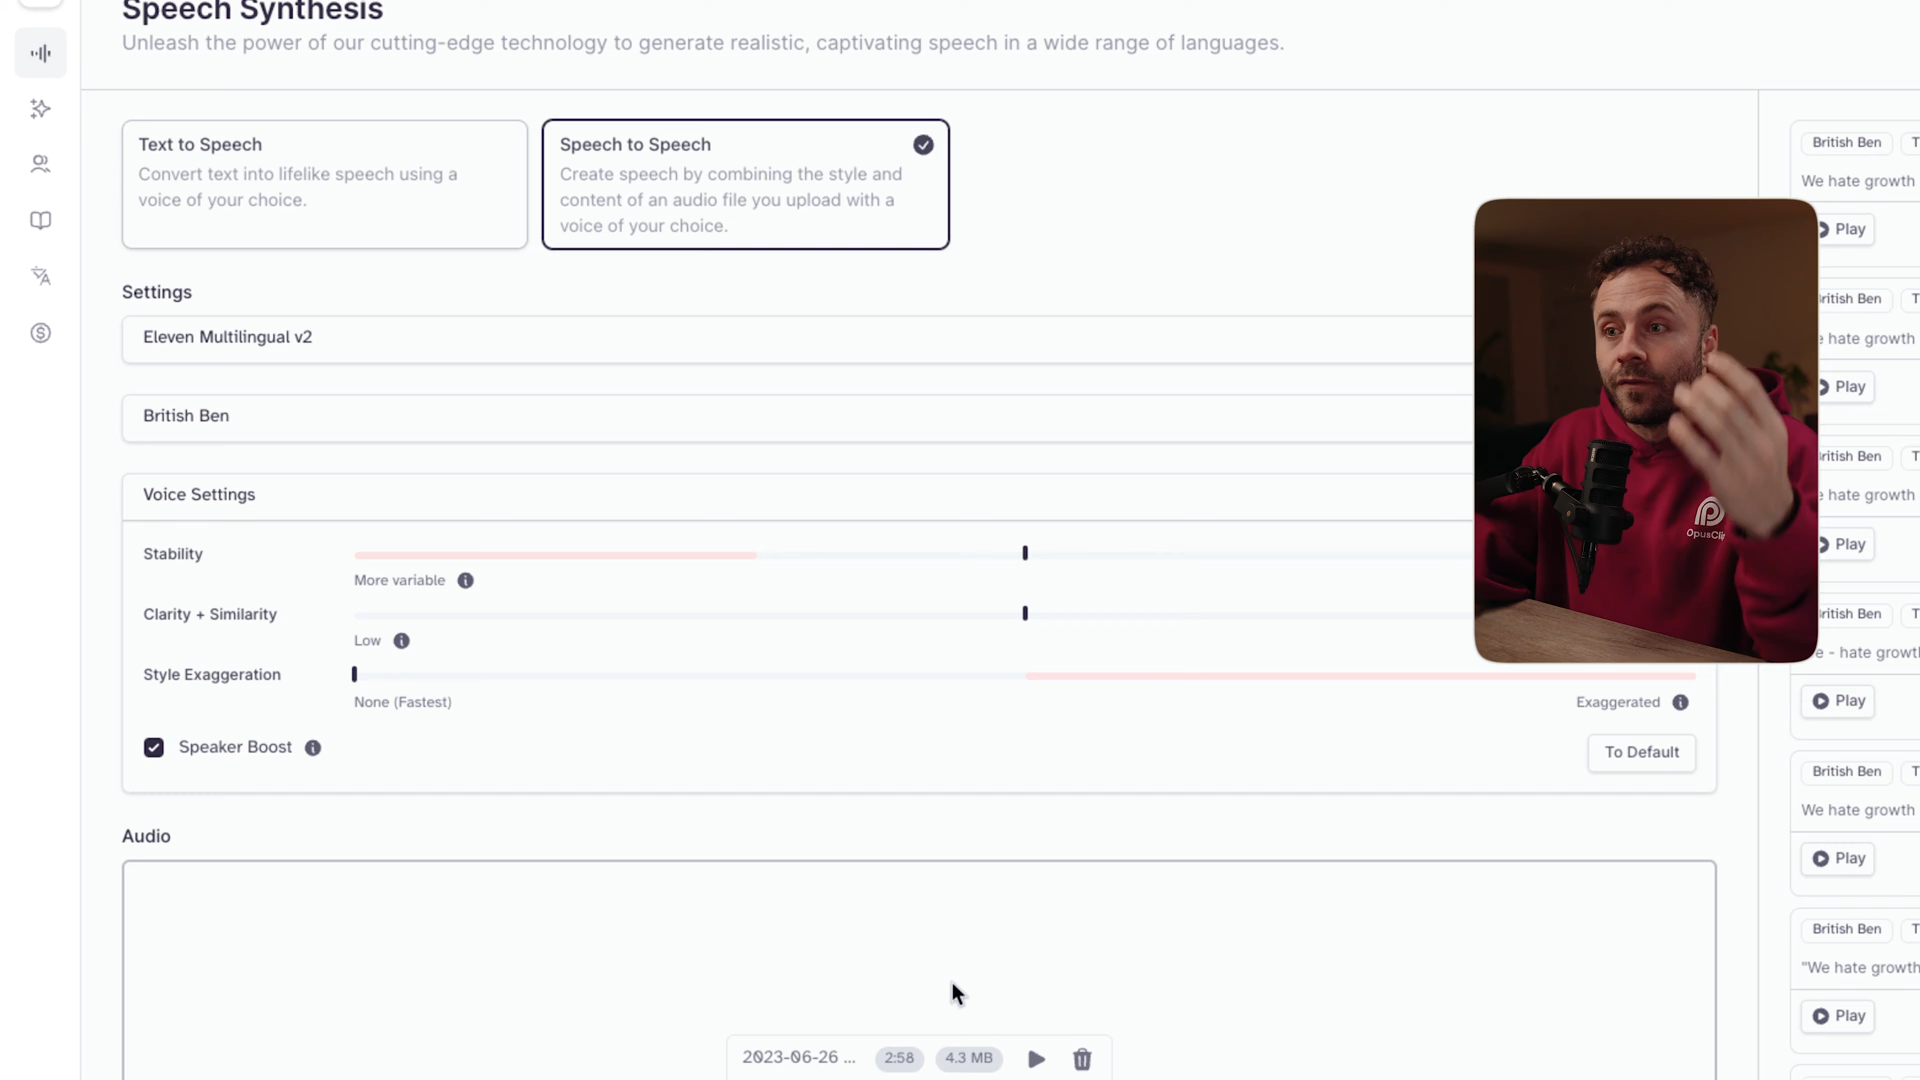 Speech Synthesis
Unleash the power of our cutting-edge technology to generate realistic, captivating speech in a wide range of languages.
Text to Speech
Convert text into lifelike speech using a
voice of your choice.
Speech to Speech
Create speech by combining the style and
content of an audio file you upload with a
voice of your choice.
Settings
Eleven Multilingual v2
British Ben
Voice Settings
Stability
More variable
Clarity + Similarity
Low
Style Exaggeration
None (Fastest)
Exaggerated
Speaker Boost
To Default
Audio
2023-06-26 ...
2:58
4.3 MB
British Ben T
We hate growth
Play
ritish Ben T
e hate growth
Play
ritish Ben T
e hate growth
Play
ritish Ben T
e - hate growth
Play
British Ben T
We hate growth
Play
British Ben T
"We hate growth
Play
OpusCli